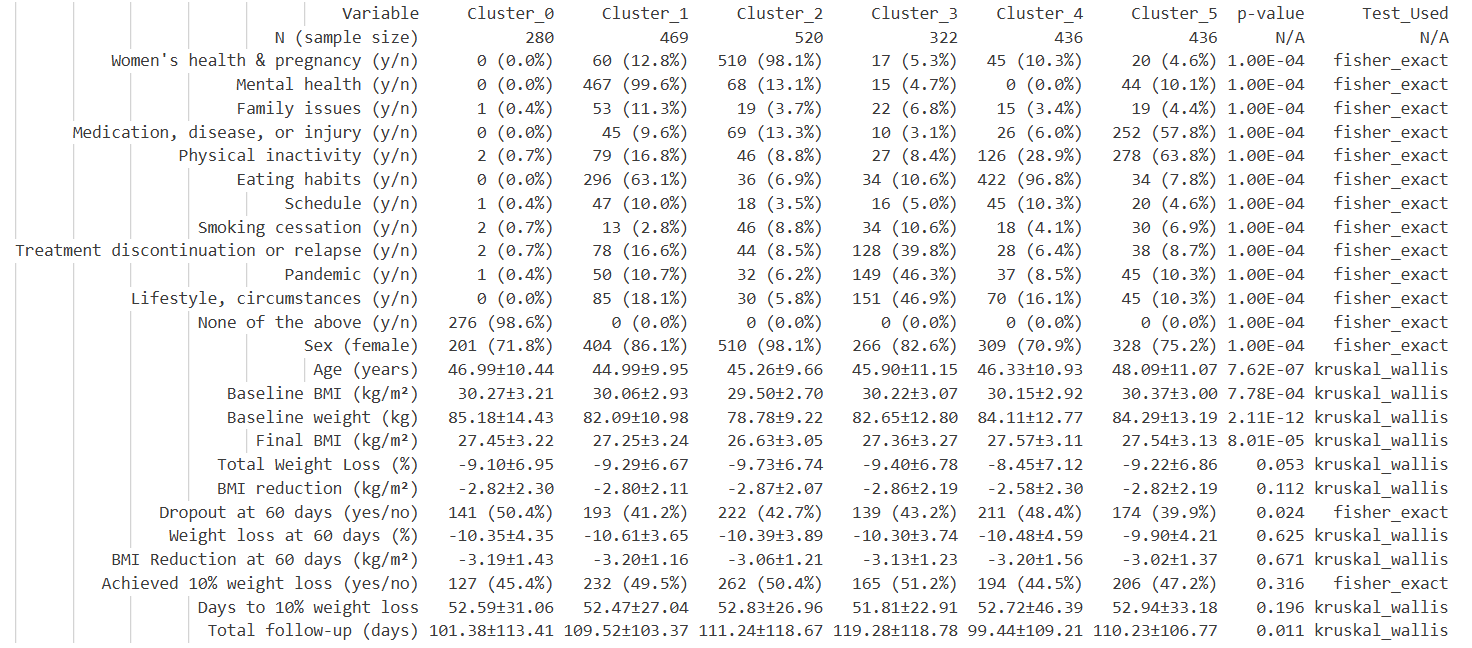 Variable Cluster_0 Cluster_1 Cluster_2 Cluster_3 Cluster_4 Cluster_5 p-value Test_Used
N (sample size) 280 469 520 322 436 436 N/A N/A
Women's health & pregnancy (y/n) 0 (0.0%) 60 (12.8%) 510 (98.1%) 17 (5.3%) 45 (10.3%) 20 (4.6%) 1.00E-04 fisher_exact
Mental health (y/n) 0 (0.0%) 467 (99.6%) 68 (13.1%) 15 (4.7%) 0 (0.0%) 44 (10.1%) 1.00E-04 fisher_exact
Family issues (y/n) 1 (0.4%) 53 (11.3%) 19 (3.7%) 22 (6.8%) 15 (3.4%) 19 (4.4%) 1.00E-04 fisher_exact
Medication, disease, or injury (y/n) 0 (0.0%) 45 (9.6%) 69 (13.3%) 10 (3.1%) 26 (6.0%) 252 (57.8%) 1.00E-04 fisher_exact
Physical inactivity (y/n) 2 (0.7%) 79 (16.8%) 46 (8.8%) 27 (8.4%) 126 (28.9%) 278 (63.8%) 1.00E-04 fisher_exact
Eating habits (y/n) 0 (0.0%) 296 (63.1%) 36 (6.9%) 34 (10.6%) 422 (96.8%) 34 (7.8%) 1.00E-04 fisher_exact
Schedule (y/n) 1 (0.4%) 47 (10.0%) 18 (3.5%) 16 (5.0%) 45 (10.3%) 20 (4.6%) 1.00E-04 fisher_exact
Smoking cessation (y/n) 2 (0.7%) 13 (2.8%) 46 (8.8%) 34 (10.6%) 18 (4.1%) 30 (6.9%) 1.00E-04 fisher_exact
Treatment discontinuation or relapse (y/n) 2 (0.7%) 78 (16.6%) 44 (8.5%) 128 (39.8%) 28 (6.4%) 38 (8.7%) 1.00E-04 fisher_exact
Pandemic (y/n) 1 (0.4%) 50 (10.7%) 32 (6.2%) 149 (46.3%) 37 (8.5%) 45 (10.3%) 1.00E-04 fisher_exact
Lifestyle, circumstances (y/n) 0 (0.0%) 85 (18.1%) 30 (5.8%) 151 (46.9%) 70 (16.1%) 45 (10.3%) 1.00E-04 fisher_exact
None of the above (y/n) 276 (98.6%) 0 (0.0%) 0 (0.0%) 0 (0.0%) 0 (0.0%) 0 (0.0%) 1.00E-04 fisher_exact
Sex (female) 201 (71.8%) 404 (86.1%) 510 (98.1%) 266 (82.6%) 309 (70.9%) 328 (75.2%) 1.00E-04 fisher_exact
Age (years) 46.99±10.44 44.99±9.95 45.26±9.66 45.90±11.15 46.33±10.93 48.09±11.07 7.62E-07 kruskal_wallis
Baseline BMI (kg/m²) 30.27±3.21 30.06±2.93 29.50±2.70 30.22±3.07 30.15±2.92 30.37±3.00 7.78E-04 kruskal_wallis
Baseline weight (kg) 85.18±14.43 82.09±10.98 78.78±9.22 82.65±12.80 84.11±12.77 84.29±13.19 2.11E-12 kruskal_wallis
Final BMI (kg/m²) 27.45±3.22 27.25±3.24 26.63±3.05 27.36±3.27 27.57±3.11 27.54±3.13 8.01E-05 kruskal_wallis
Total Weight Loss (%) -9.10±6.95 -9.29±6.67 -9.73±6.74 -9.40±6.78 -8.45±7.12 -9.22±6.86 0.053 kruskal_wallis
BMI reduction (kg/m²) -2.82±2.30 -2.80±2.11 -2.87±2.07 -2.86±2.19 -2.58±2.30 -2.82±2.19 0.112 kruskal_wallis
Dropout at 60 days (yes/no) 141 (50.4%) 193 (41.2%) 222 (42.7%) 139 (43.2%) 211 (48.4%) 174 (39.9%) 0.024 fisher_exact
Weight loss at 60 days (%) -10.35±4.35 -10.61±3.65 -10.39±3.89 -10.30±3.74 -10.48±4.59 -9.90±4.21 0.625 kruskal_wallis
BMI Reduction at 60 days (kg/m²) -3.19±1.43 -3.20±1.16 -3.06±1.21 -3.13±1.23 -3.20±1.56 -3.02±1.37 0.671 kruskal_wallis
Achieved 10% weight loss (yes/no) 127 (45.4%) 232 (49.5%) 262 (50.4%) 165 (51.2%) 194 (44.5%) 206 (47.2%) 0.316 fisher_exact
Days to 10% weight loss 52.59±31.06 52.47±27.04 52.83±26.96 51.81±22.91 52.72±46.39 52.94±33.18 0.196 kruskal_wallis
Total follow-up (days) 101.38±113.41 109.52±103.37 111.24±118.67 119.28±118.78 99.44±109.21 110.23±106.77 0.011 kruskal_wallis